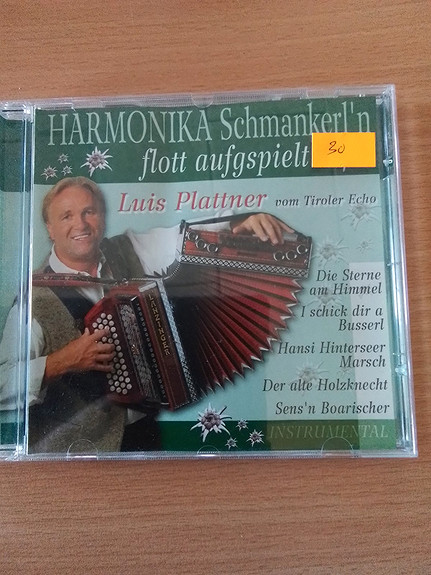 HARMONIKA Schmankerl'n
flott aufgspielt
30
Luis Plattner vom Tiroler Echo
Die Sterne
am Himmel
I schick dir a
Busserl
Hansi Hinterseer
Marsch
Der alte Holzknecht
Sens'n Boarischer
INSTRUMENTAL